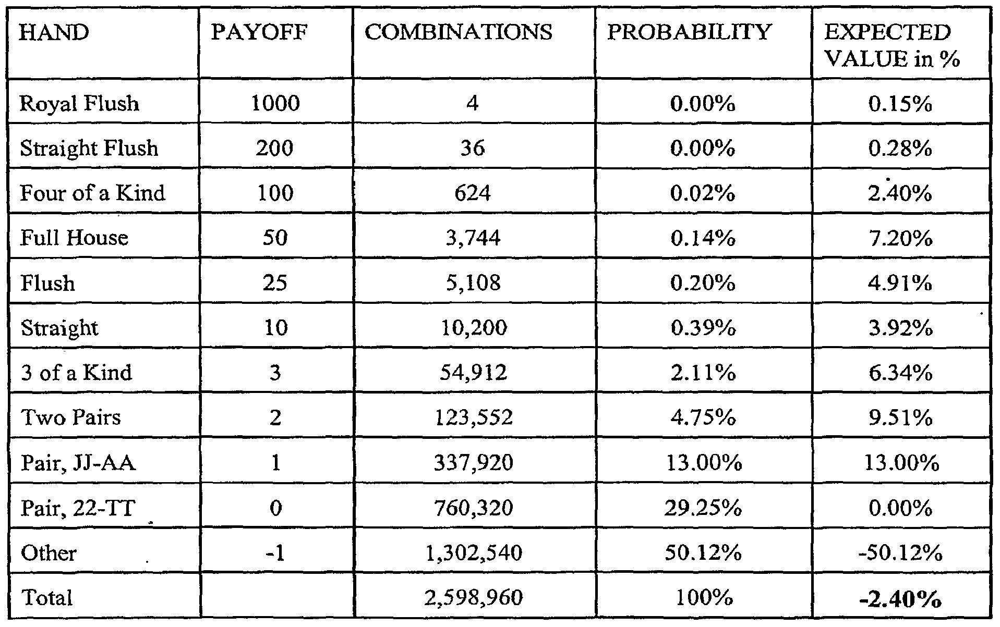 HAND PAYOFF COMBINATIONS PROBABILITY EXPECTED VALUE in %
Royal Flush 1000 4 0.00% 0.15%
Straight Flush 200 36 0.00% 0.28%
Four of a Kind 100 624 0.02% 2.40%
Full House 50 3,744 0.14% 7.20%
Flush 25 5,108 0.20% 4.91%
Straight 10 10,200 0.39% 3.92%
3 of a Kind 3 54,912 2.11% 6.34%
Two Pairs 2 123,552 4.75% 9.51%
Pair, JJ-AA 1 337,920 13.00% 13.00%
Pair, 22-TT 0 760,320 29.25% 0.00%
Other -1 1,302,540 50.12% -50.12%
Total 2,598,960 100% -2.40%